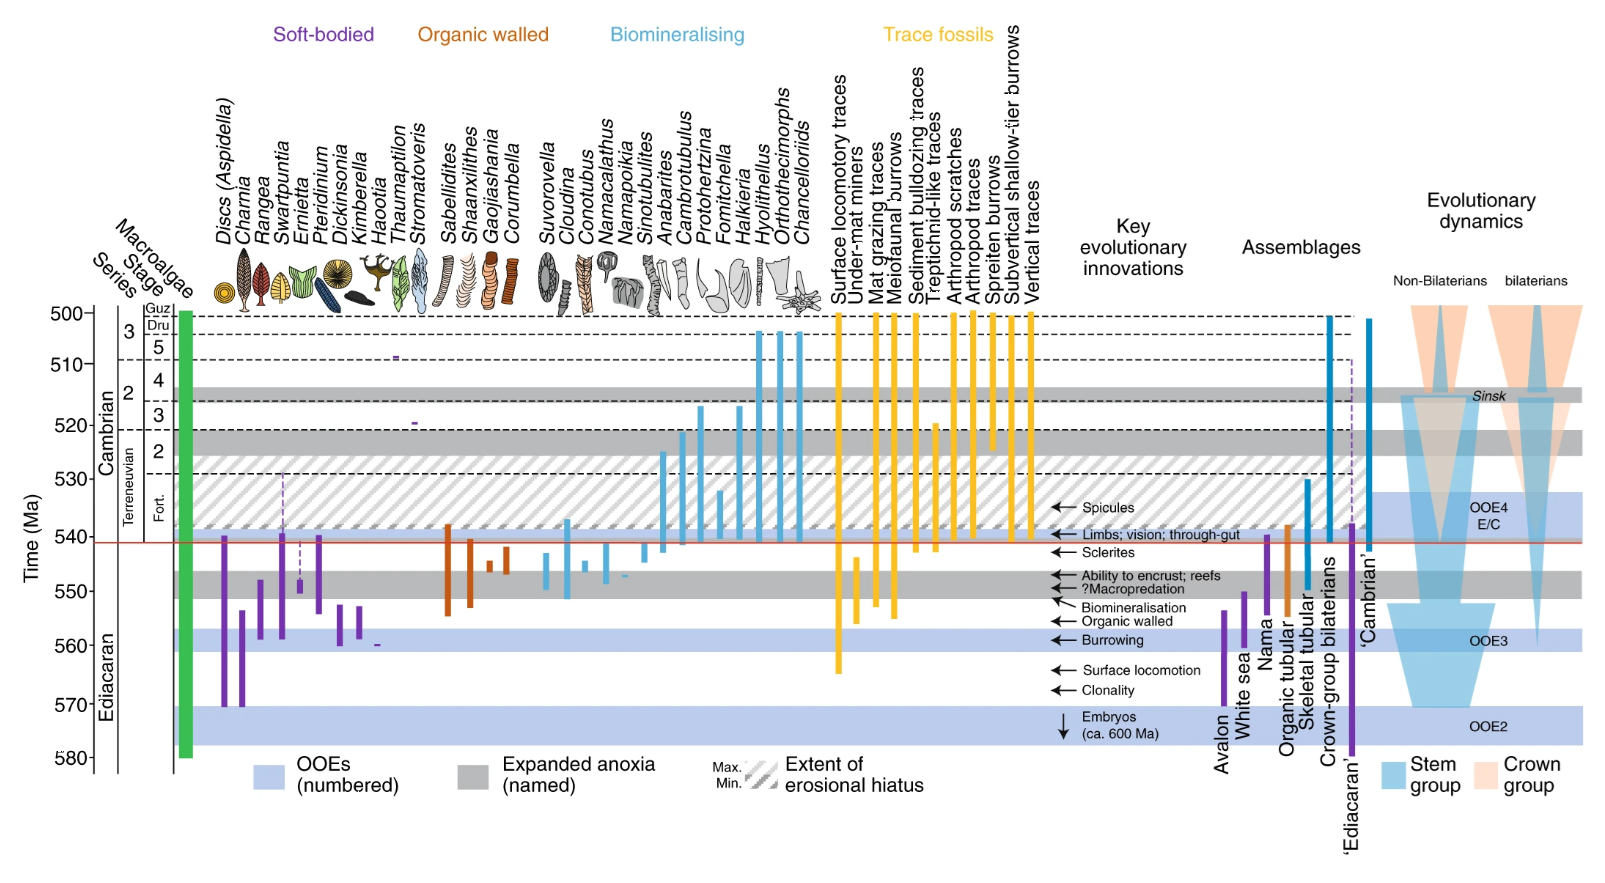 Soft-bodied
Organic walled
Biomineralising
Trace fossils
Series
Stage
Macroalgae
Discs (Aspidella)
Charnia
Rangea
Swartpuntia
Ernietta
Pteridinium
Dickinsonia
Kimberella
Haootia
Thaumaptilon
Stromatoveris
Sabellidites
Shaanxilithes
Gaojiashania
Corumbella
Suvorovella
Cloudina
Conotubus
Namacalathus
Namapoikia
Sinotubulites
Anabarites
Cambrotubulus
Protohertzina
Fomitchella
Halkieria
Hyolithellus
Orthothecimorphs
Chancelloriids
Surface locomotory traces
Under-mat miners
Mat grazing traces
Meiofaunal burrows
Sediment bulldozing traces
Treptichnid-like traces
Arthropod scratches
Arthropod traces
Spreiten burrows
Subvertical shallow-tier burrows
Vertical traces
Key
evolutionary
innovations
Assemblages
Evolutionary
dynamics
Non-Bilaterians
bilaterians
Time (Ma)
500
510
520
530
540
550
560
570
580
Cambrian
Ediacaran
3
2
Terreneuvian
Guz
Dru
5
4
3
2
Fort.
Spicules
Limbs; vision; through-gut
Sclerites
Ability to encrust; reefs
?Macropredation
Biomineralisation
Organic walled
Burrowing
Surface locomotion
Clonality
Embryos
(ca. 600 Ma)
Avalon
White sea
Nama
Organic tubular
Skeletal tubular
Crown-group bilaterians
'Ediacaran'
'Cambrian'
Sinsk
OOE4
E/C
OOE3
OOE2
OOEs
(numbered)
Expanded anoxia
(named)
Max.
Min.
Extent of
erosional hiatus
Stem
group
Crown
group